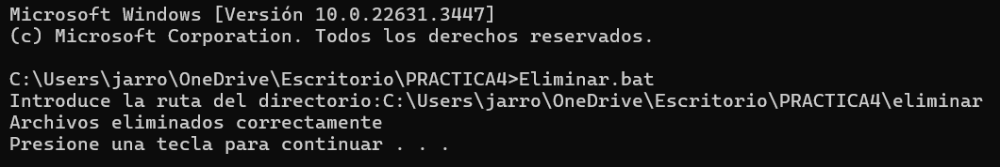 Microsoft Windows [Versión 10.0.22631.3447]
(c) Microsoft Corporation. Todos los derechos reservados.
C:\Users\jarro\OneDrive\Escritorio\PRACTICA4>Eliminar.bat
Introduce la ruta del directorio:C:\Users\jarro\OneDrive\Escritorio\PRACTICA4\eliminar
Archivos eliminados correctamente
Presione una tecla para continuar . . .